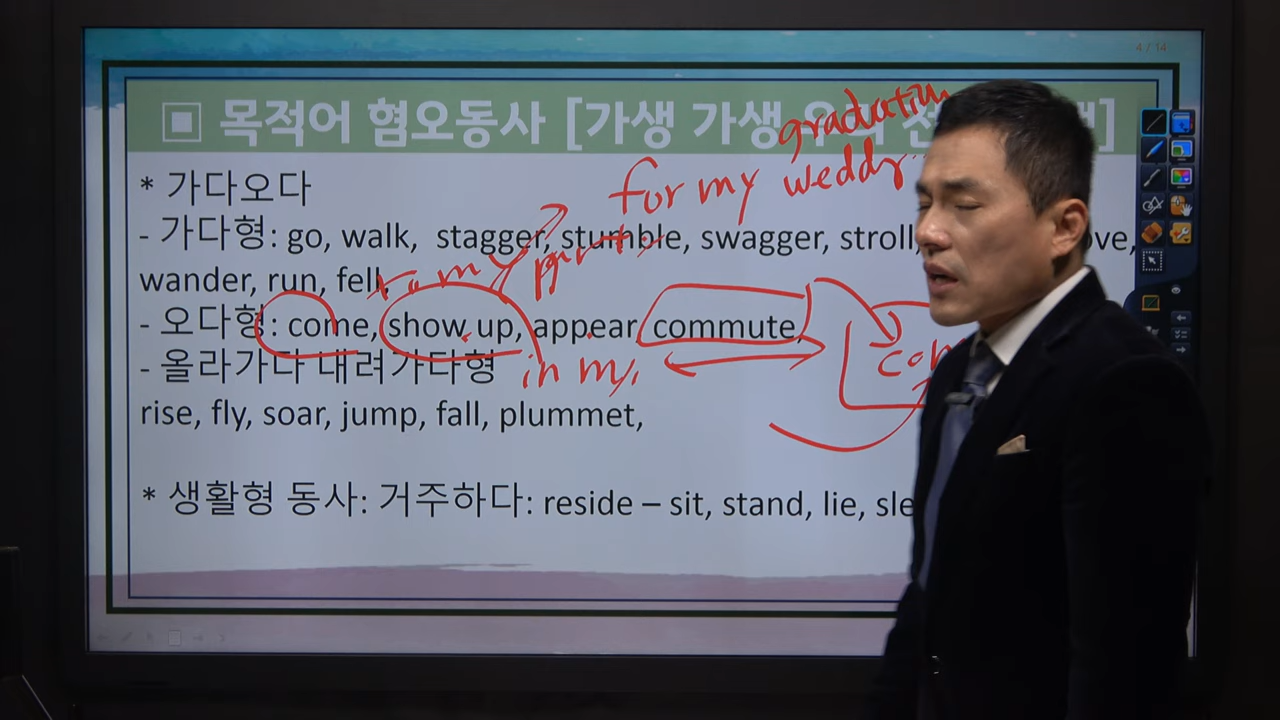 4 / 14
▣ 목적어 혐오동사 [가생 가생
graduation
for my
* 가다오다
- 가다형: go, walk, stagger, stumble, swagger, stroll
wander, run, fell,
- 오다형: come, show up, appear, commute,
- 올라가다 내려가다형
in my
rise, fly, soar, jump, fall, plummet,
* 생활형 동사: 거주하다: reside – sit, stand, lie,